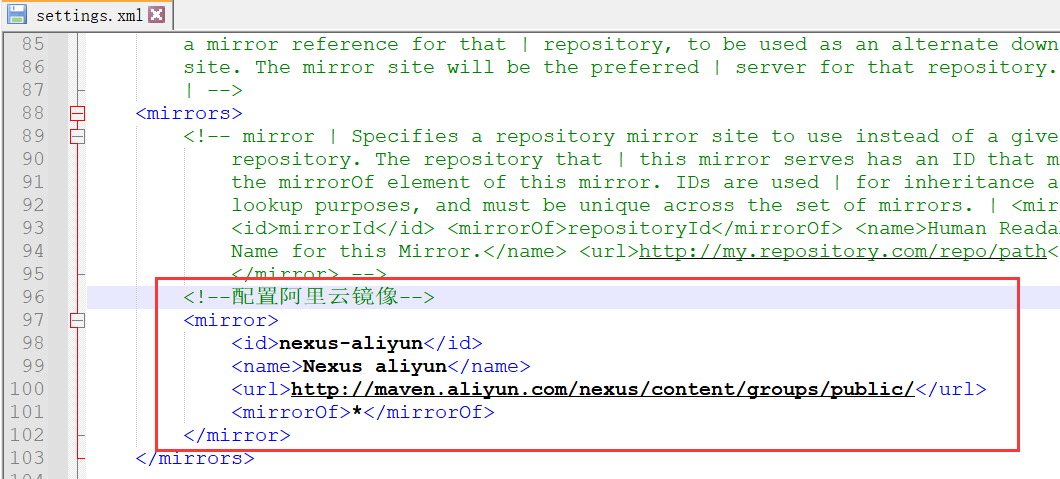 settings.xml
85 a mirror reference for that | repository, to be used as an alternate down
86 site. The mirror site will be the preferred | server for that repository.
87 | -->
88 <mirrors>
89 <!-- mirror | Specifies a repository mirror site to use instead of a give
90 repository. The repository that | this mirror serves has an ID that m
91 the mirrorOf element of this mirror. IDs are used | for inheritance a
92 lookup purposes, and must be unique across the set of mirrors. | <mir
93 <id>mirrorId</id> <mirrorOf>repositoryId</mirrorOf> <name>Human Reada
94 Name for this Mirror.</name> <url>http://my.repository.com/repo/path<
95 </mirror> -->
96 <!--配置阿里云镜像-->
97 <mirror>
98 <id>nexus-aliyun</id>
99 <name>Nexus aliyun</name>
100 <url>http://maven.aliyun.com/nexus/content/groups/public/</url>
101 <mirrorOf>*</mirrorOf>
102 </mirror>
103 </mirrors>